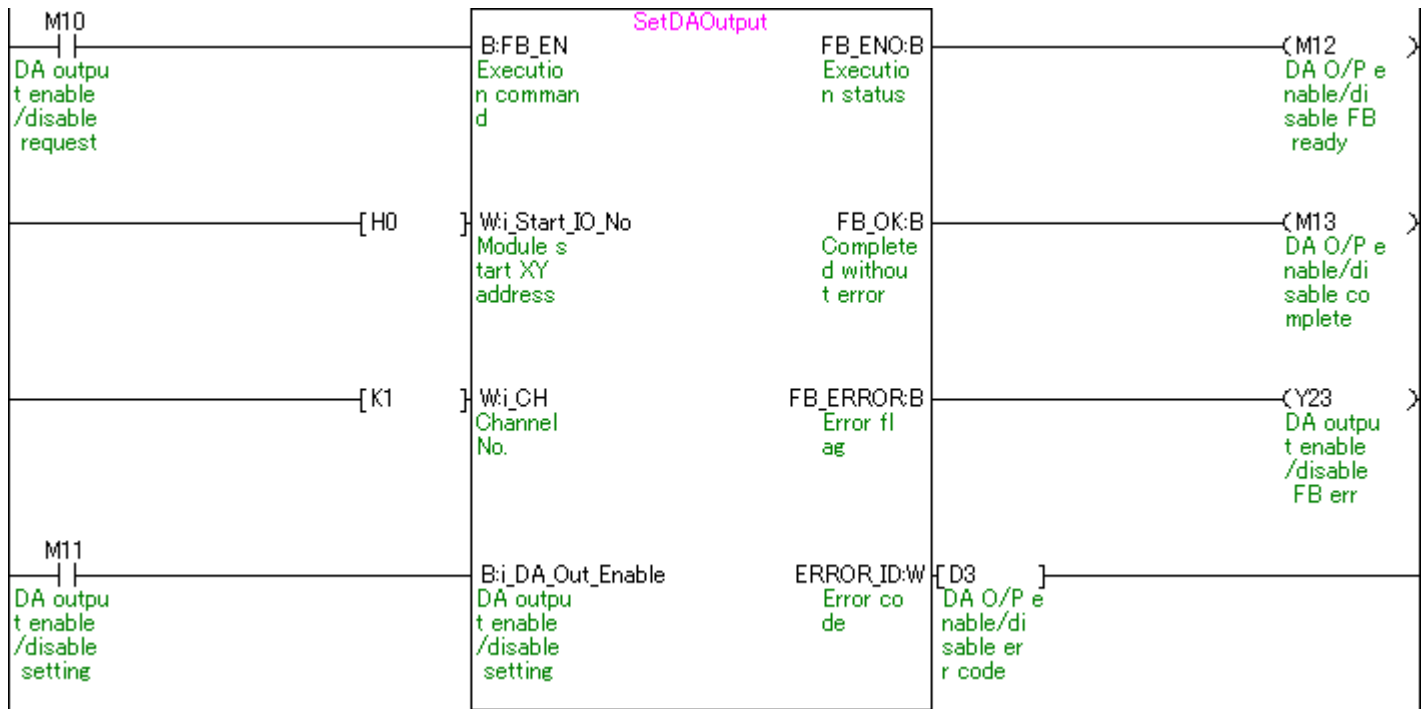 SetDAOutput
M10
B:FB_EN
FB_ENO:B
(M12 )
DA outpu
t enable
/disable
request
Executio
n comman
d
Executio
n status
DA O/P e
nable/di
sable FB
ready
[ H0 ]
W:i_Start_IO_No
FB_OK:B
(M13 )
Module s
tart XY
address
Complete
d withou
t error
DA O/P e
nable/di
sable co
mplete
[ K1 ]
W:i_CH
FB_ERROR:B
(Y23 )
Channel
No.
Error fl
ag
DA outpu
t enable
/disable
FB err
M11
B:i_DA_Out_Enable
ERROR_ID:W
[ D3 ]
DA outpu
t enable
/disable
setting
DA outpu
t enable
/disable
setting
Error co
de
DA O/P e
nable/di
sable er
r code